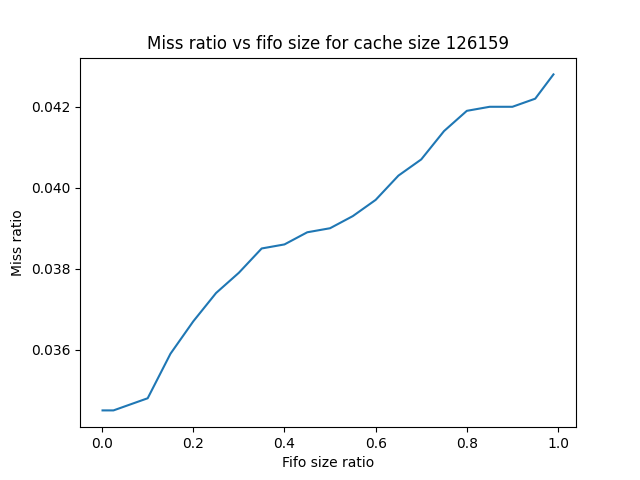 Miss ratio vs fifo size for cache size 126159
0.042
0.040
0.038
0.036
Miss ratio
0.0 0.2 0.4 0.6 0.8 1.0
Fifo size ratio